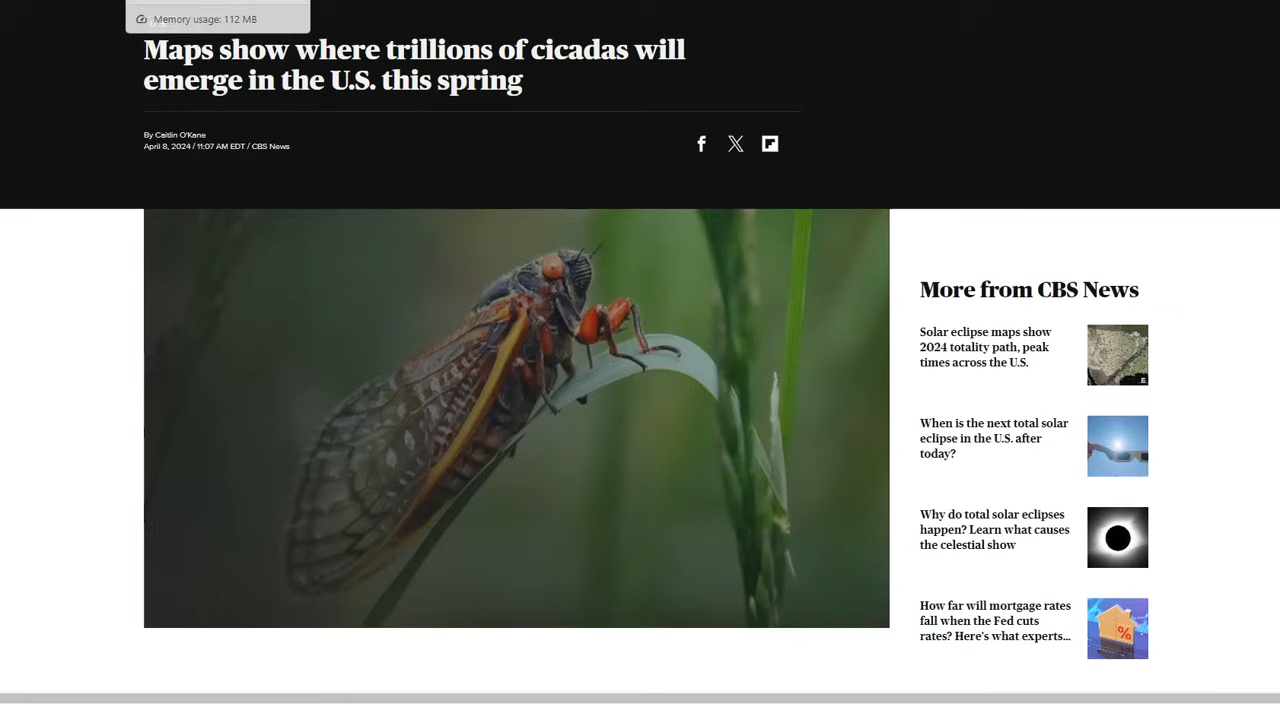 Memory usage: 112 MB
Maps show where trillions of cicadas will
emerge in the U.S. this spring
By Caitlin O'Kane
April 8, 2024 / 11:07 AM EDT / CBS News
More from CBS News
Solar eclipse maps show
2024 totality path, peak
times across the U.S.
When is the next total solar
eclipse in the U.S. after
today?
Why do total solar eclipses
happen? Learn what causes
the celestial show
How far will mortgage rates
fall when the Fed cuts
rates? Here's what experts...
%